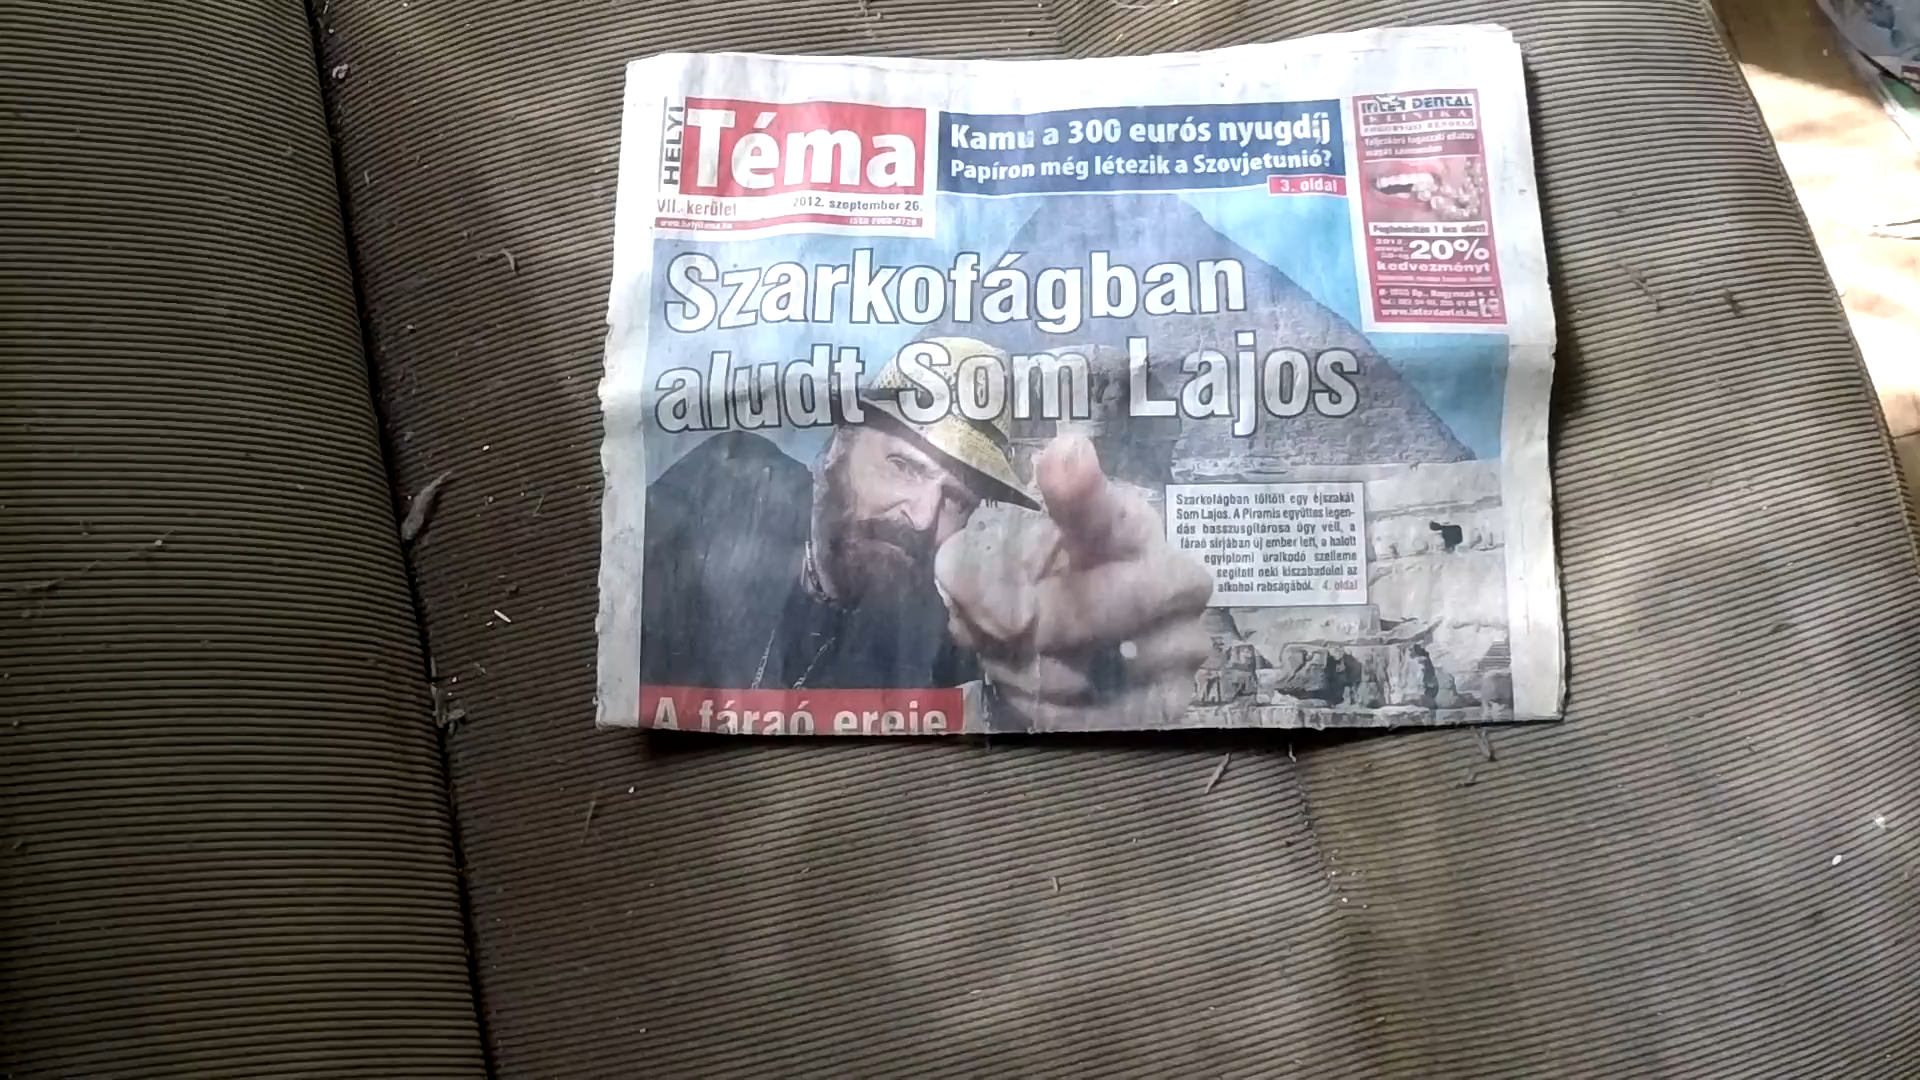 HELYI
Téma
VII. kerület
2012. szeptember 26.
Kamu a 300 eurós nyugdíj
Papíron még létezik a Szovjetunió?
3. oldal
INTER DENTAL
KLINIKA
20%
kedvezményt
Szarkofágban
aludt Som Lajos
Szarkofágban töltött egy éjszakát
Som Lajos. A Piramis együttes legen-
dás basszusgitárosa úgy véli, a
fáraó sírjában új ember lett, a halott
egyiptomi uralkodó szelleme
segített neki kiszabadulni az
alkohol rabságából. 4. oldal
A fáraó ereje